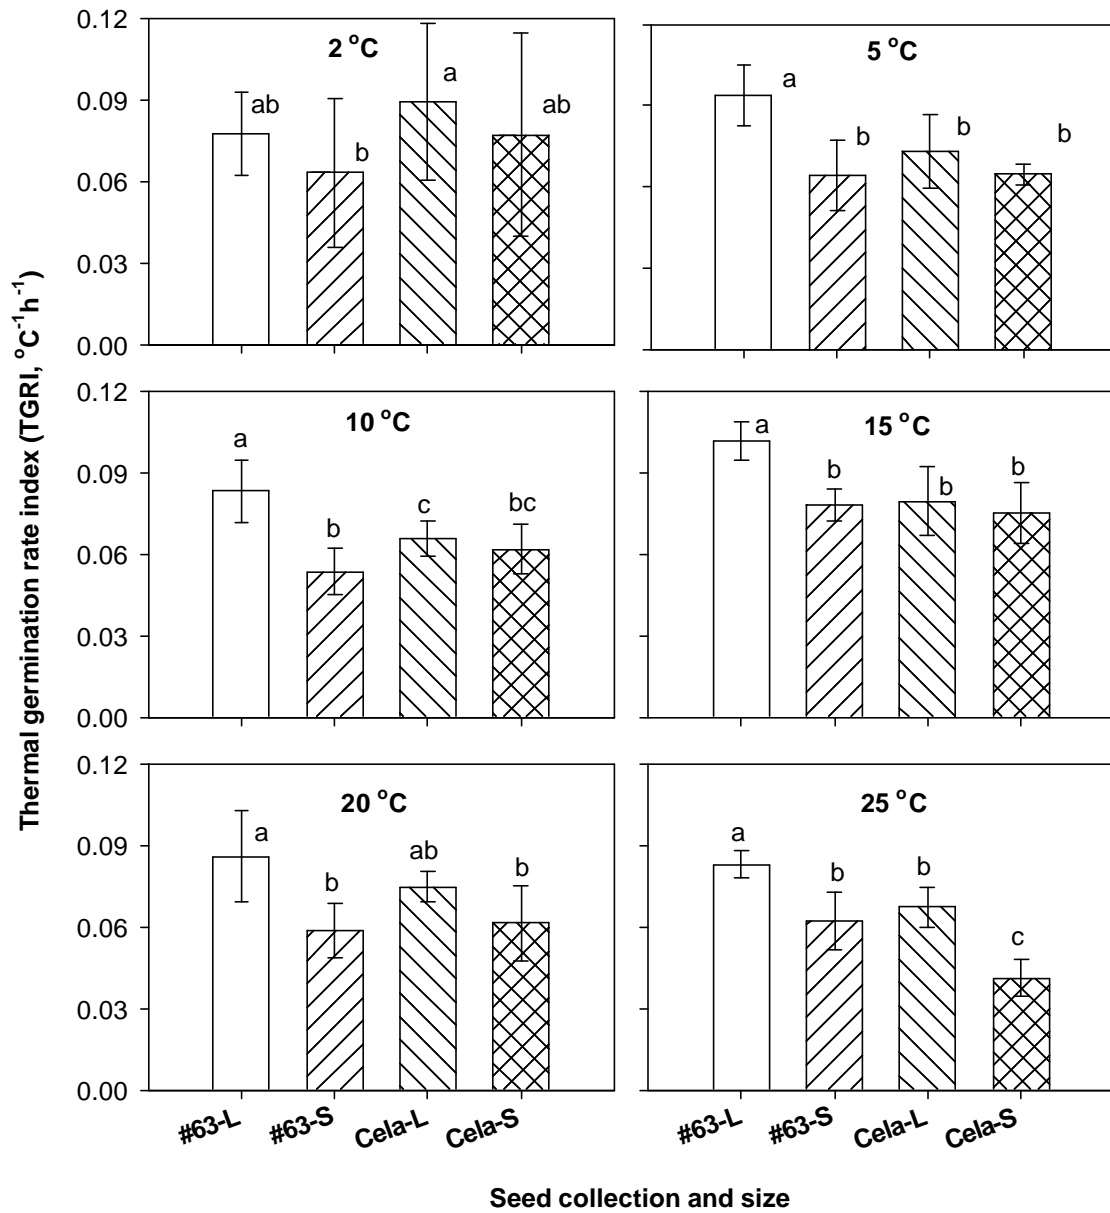 Thermal germination rate index (TGRI, °C⁻¹h⁻¹)
2 °C
0.12
0.09
0.06
0.03
0.00
ab
b
a
ab
5 °C
a
b
b
b
10 °C
0.12
0.09
0.06
0.03
0.00
a
b
c
bc
15 °C
a
b
b
b
20 °C
0.12
0.09
0.06
0.03
0.00
a
b
ab
b
25 °C
a
b
b
c
#63-L
#63-S
Cela-L
Cela-S
#63-L
#63-S
Cela-L
Cela-S
Seed collection and size